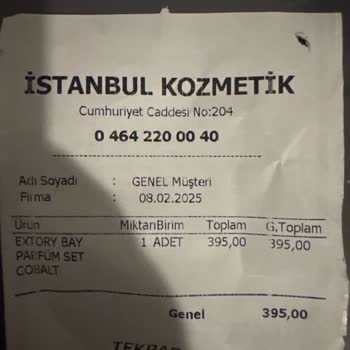 İSTANBUL KOZMETİK
Cumhuriyet Caddesi No:204
0 464 220 00 40
Adı Soyadı : GENEL Müşteri
Firma : 08.02.2025
Ürün MiktarıBirim Toplam G.Toplam
EXTORY BAY 1 ADET 395,00 395,00
PARFÜM SET
COBALT
Genel 395,00